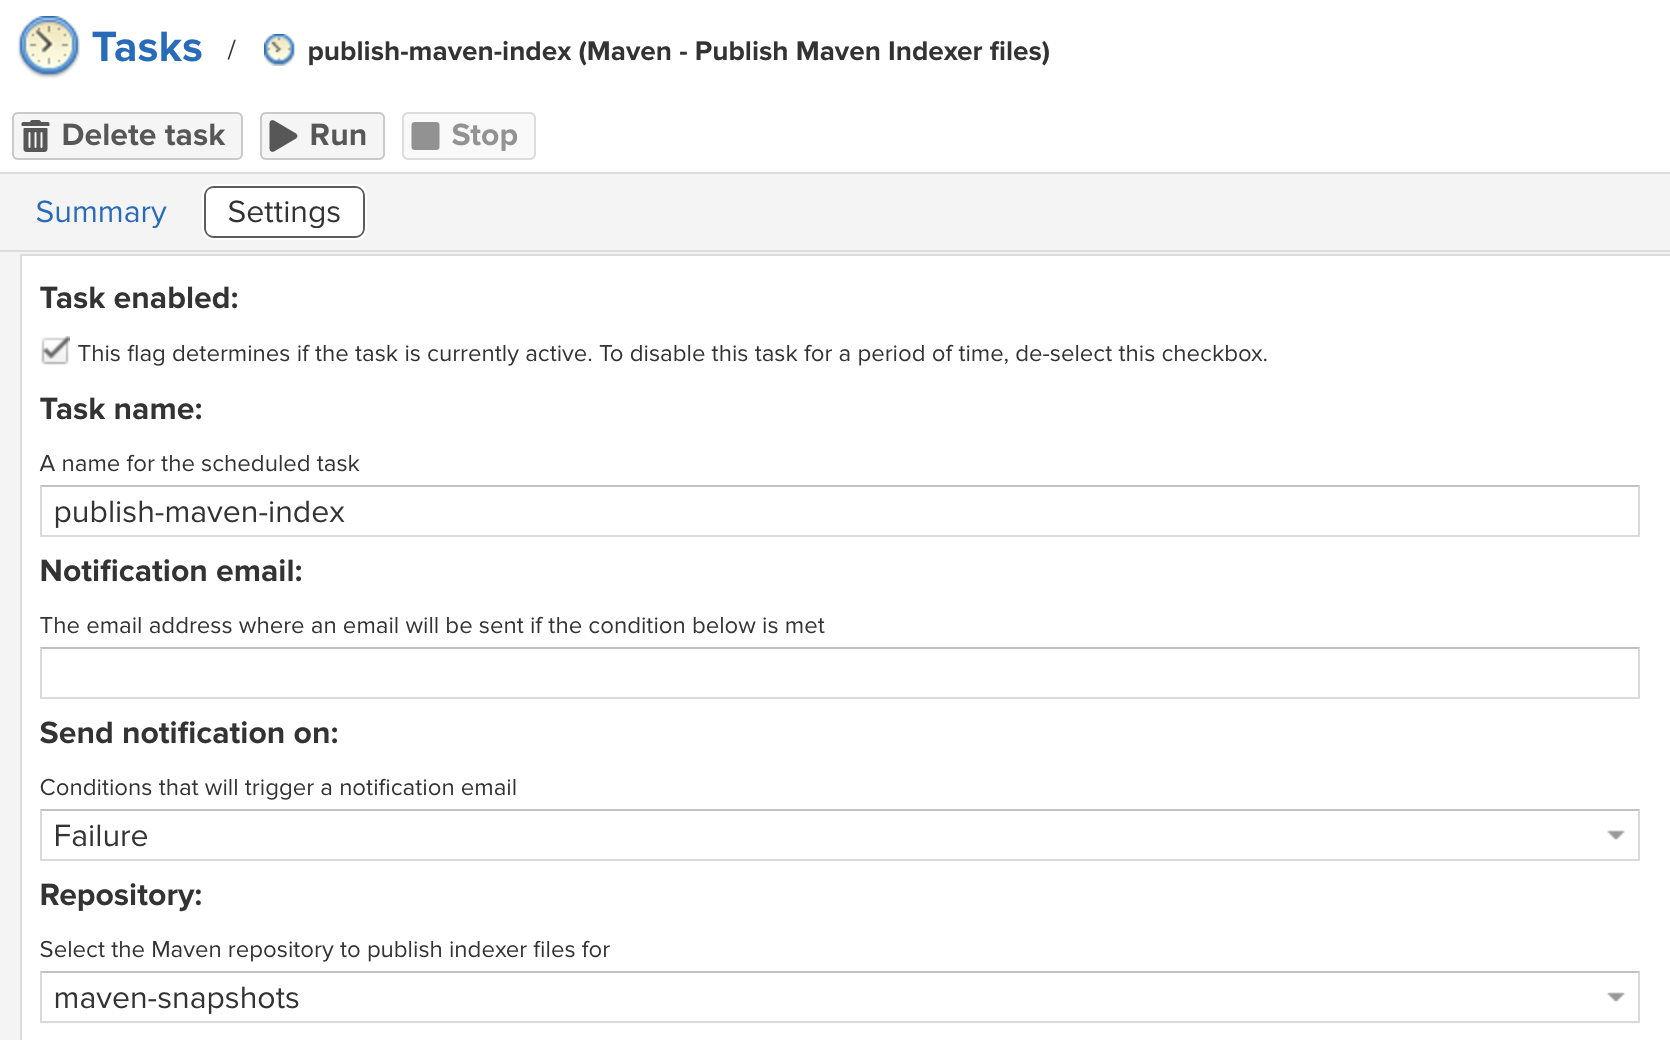 Tasks / publish-maven-index (Maven - Publish Maven Indexer files)
Delete task Run Stop
Summary Settings
Task enabled:
This flag determines if the task is currently active. To disable this task for a period of time, de-select this checkbox.
Task name:
A name for the scheduled task
publish-maven-index
Notification email:
The email address where an email will be sent if the condition below is met
Send notification on:
Conditions that will trigger a notification email
Failure
Repository:
Select the Maven repository to publish indexer files for
maven-snapshots